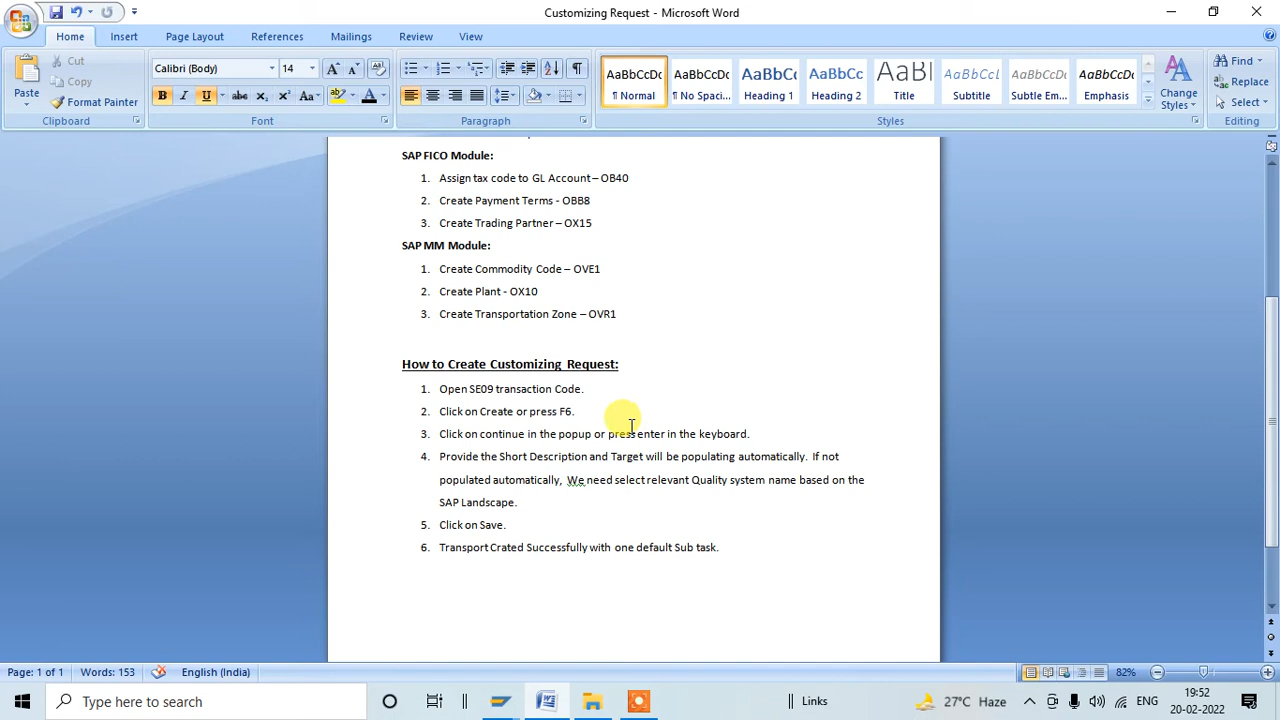 Customizing Request - Microsoft Word
Home Insert Page Layout References Mailings Review View
Paste
Cut
Copy
Format Painter
Clipboard
Calibri (Body) 14
Font
Paragraph
AaBbCcDc AaBbCcDc AaBbCc AaBbCc AaBl AaBbCcl AaBbCcDc AaBbCcDc
¶ Normal ¶ No Spaci... Heading 1 Heading 2 Title Subtitle Subtle Em... Emphasis
Change Styles
Styles
Find
Replace
Select
Editing
SAP FICO Module:
1. Assign tax code to GL Account – OB40
2. Create Payment Terms - OBB8
3. Create Trading Partner – OX15
SAP MM Module:
1. Create Commodity Code – OVE1
2. Create Plant - OX10
3. Create Transportation Zone – OVR1
How to Create Customizing Request:
1. Open SE09 transaction Code.
2. Click on Create or press F6.
3. Click on continue in the popup or press enter in the keyboard.
4. Provide the Short Description and Target will be populating automatically. If not
populated automatically, We need select relevant Quality system name based on the
SAP Landscape.
5. Click on Save.
6. Transport Crated Successfully with one default Sub task.
Page: 1 of 1 Words: 153 English (India) 82%
Type here to search Links 27°C Haze ENG 19:52
20-02-2022